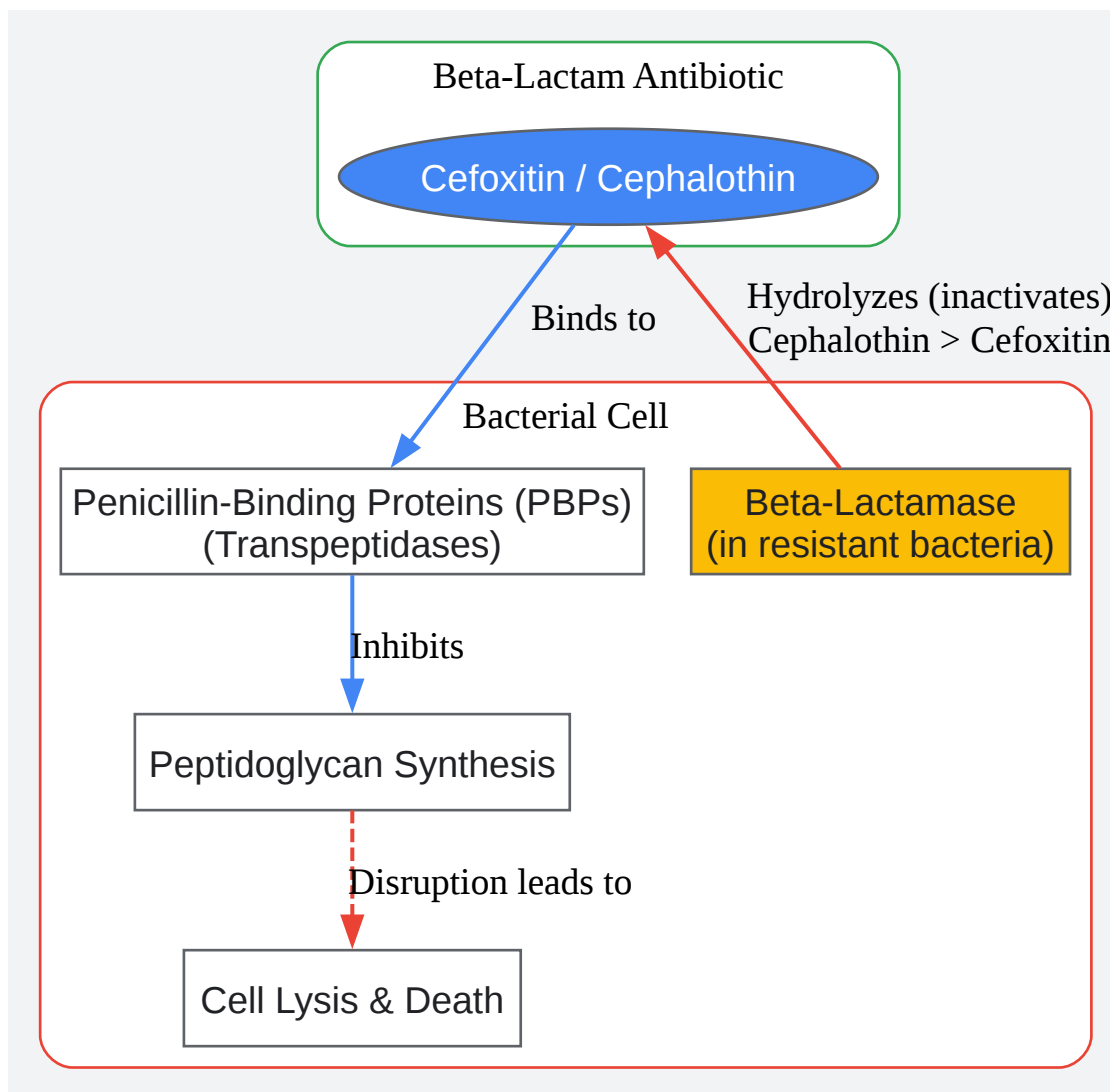 Beta-Lactam Antibiotic
Cefoxitin / Cephalothin
Binds to
Hydrolyzes (inactivates)
Cephalothin > Cefoxitin
Bacterial Cell
Penicillin-Binding Proteins (PBPs)
(Transpeptidases)
Beta-Lactamase
(in resistant bacteria)
Inhibits
Peptidoglycan Synthesis
Disruption leads to
Cell Lysis & Death